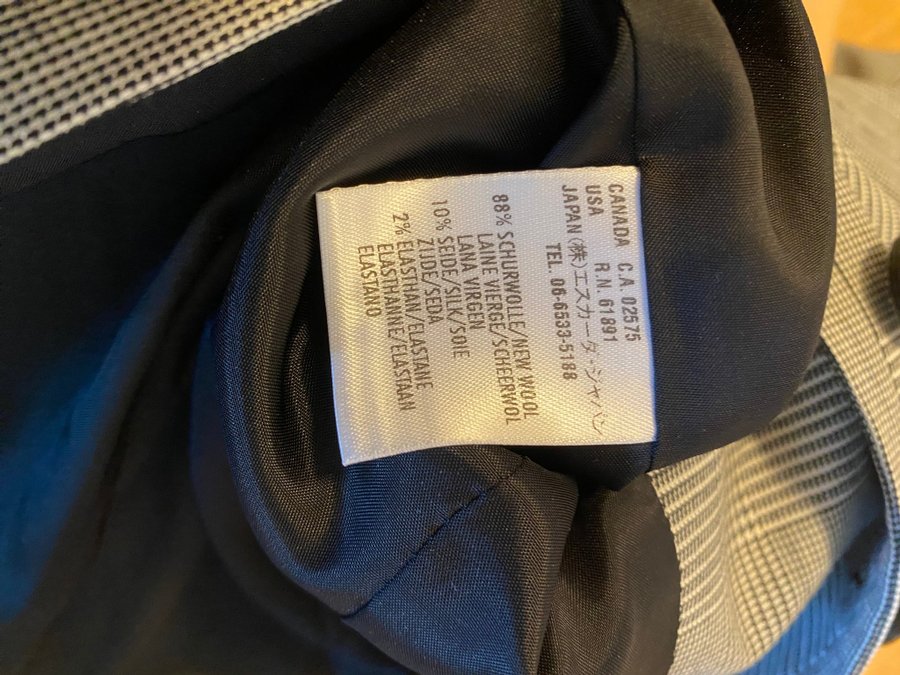 CANADA C.A. 02575
USA R.N 61891
JAPAN (株)エスカーダ・ジャパン
TEL. 06-6533-5188
88% SCHURWOLLE/NEW WOOL
LAINE VIERGE/SCHEERWOL
LANA VIRGEN
10% SEIDE/SILK/SOIE
ZIJDE/SEDA
2% ELASTHAN/ELASTANE
ELASTHANNE/ELASTAAN
ELASTANO